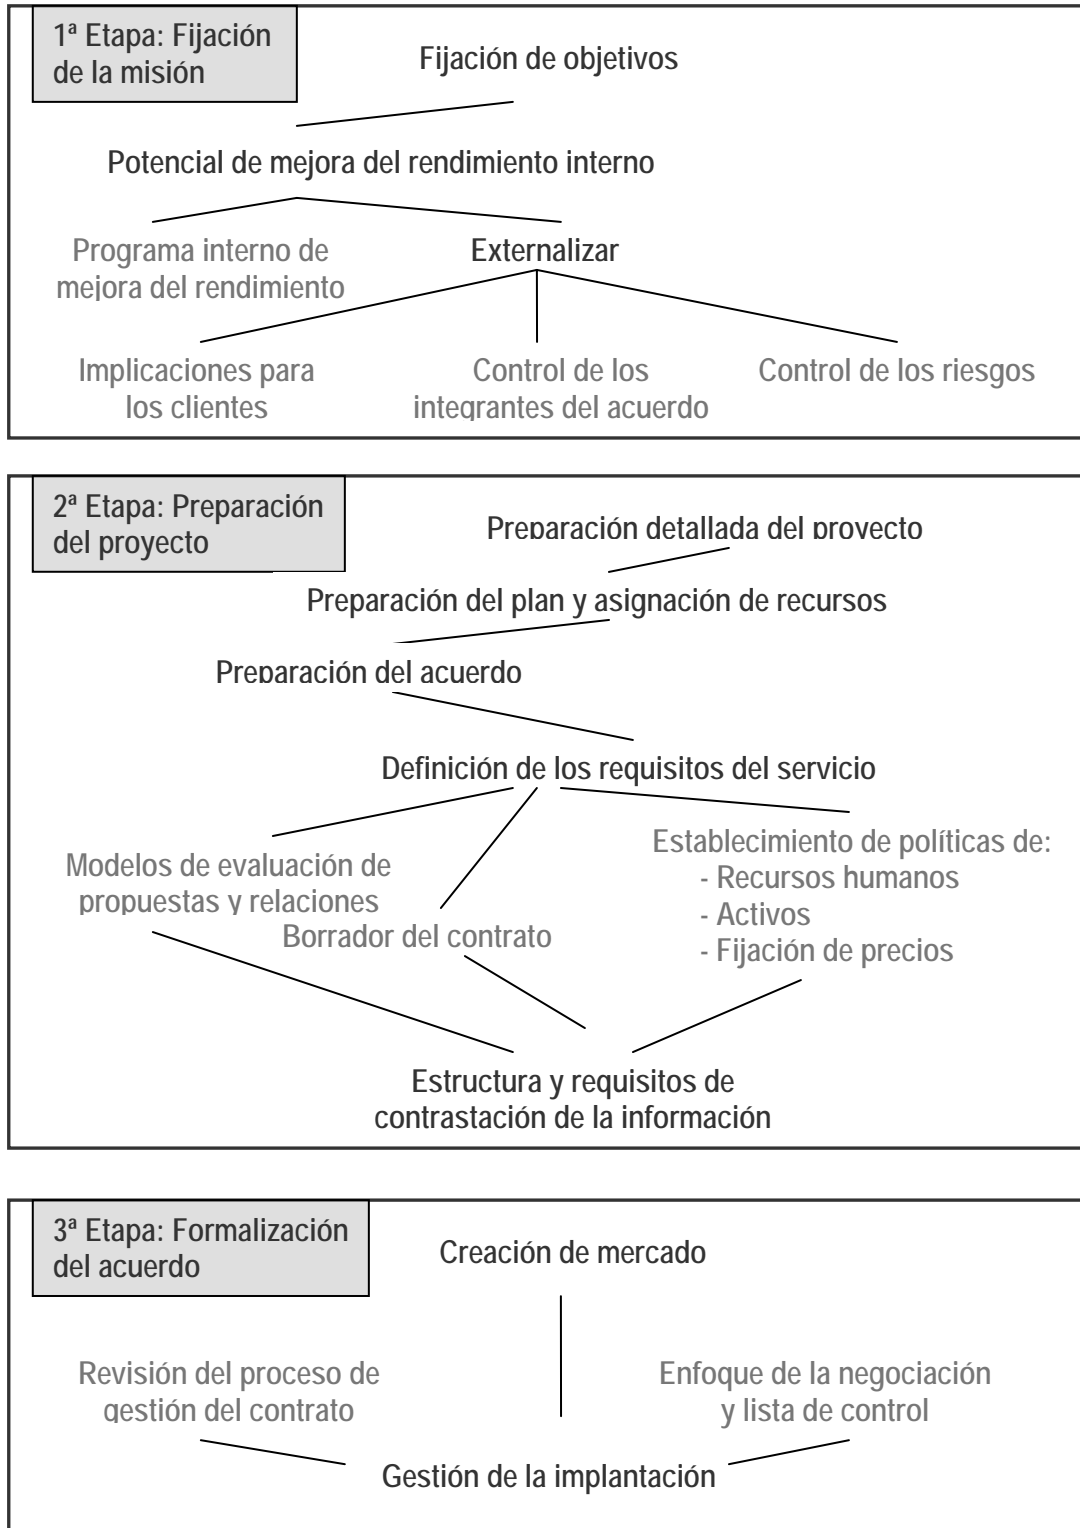 1ª Etapa: Fijación
de la misión
Fijación de objetivos
Potencial de mejora del rendimiento interno
Programa interno de
mejora del rendimiento
Externalizar
Implicaciones para
los clientes
Control de los
integrantes del acuerdo
Control de los riesgos
2ª Etapa: Preparación
del proyecto
Preparación detallada del proyecto
Preparación del plan y asignación de recursos
Preparación del acuerdo
Definición de los requisitos del servicio
Modelos de evaluación de
propuestas y relaciones
Borrador del contrato
Establecimiento de políticas de:
- Recursos humanos
- Activos
- Fijación de precios
Estructura y requisitos de
contrastación de la información
3ª Etapa: Formalización
del acuerdo
Creación de mercado
Revisión del proceso de
gestión del contrato
Enfoque de la negociación
y lista de control
Gestión de la implantación